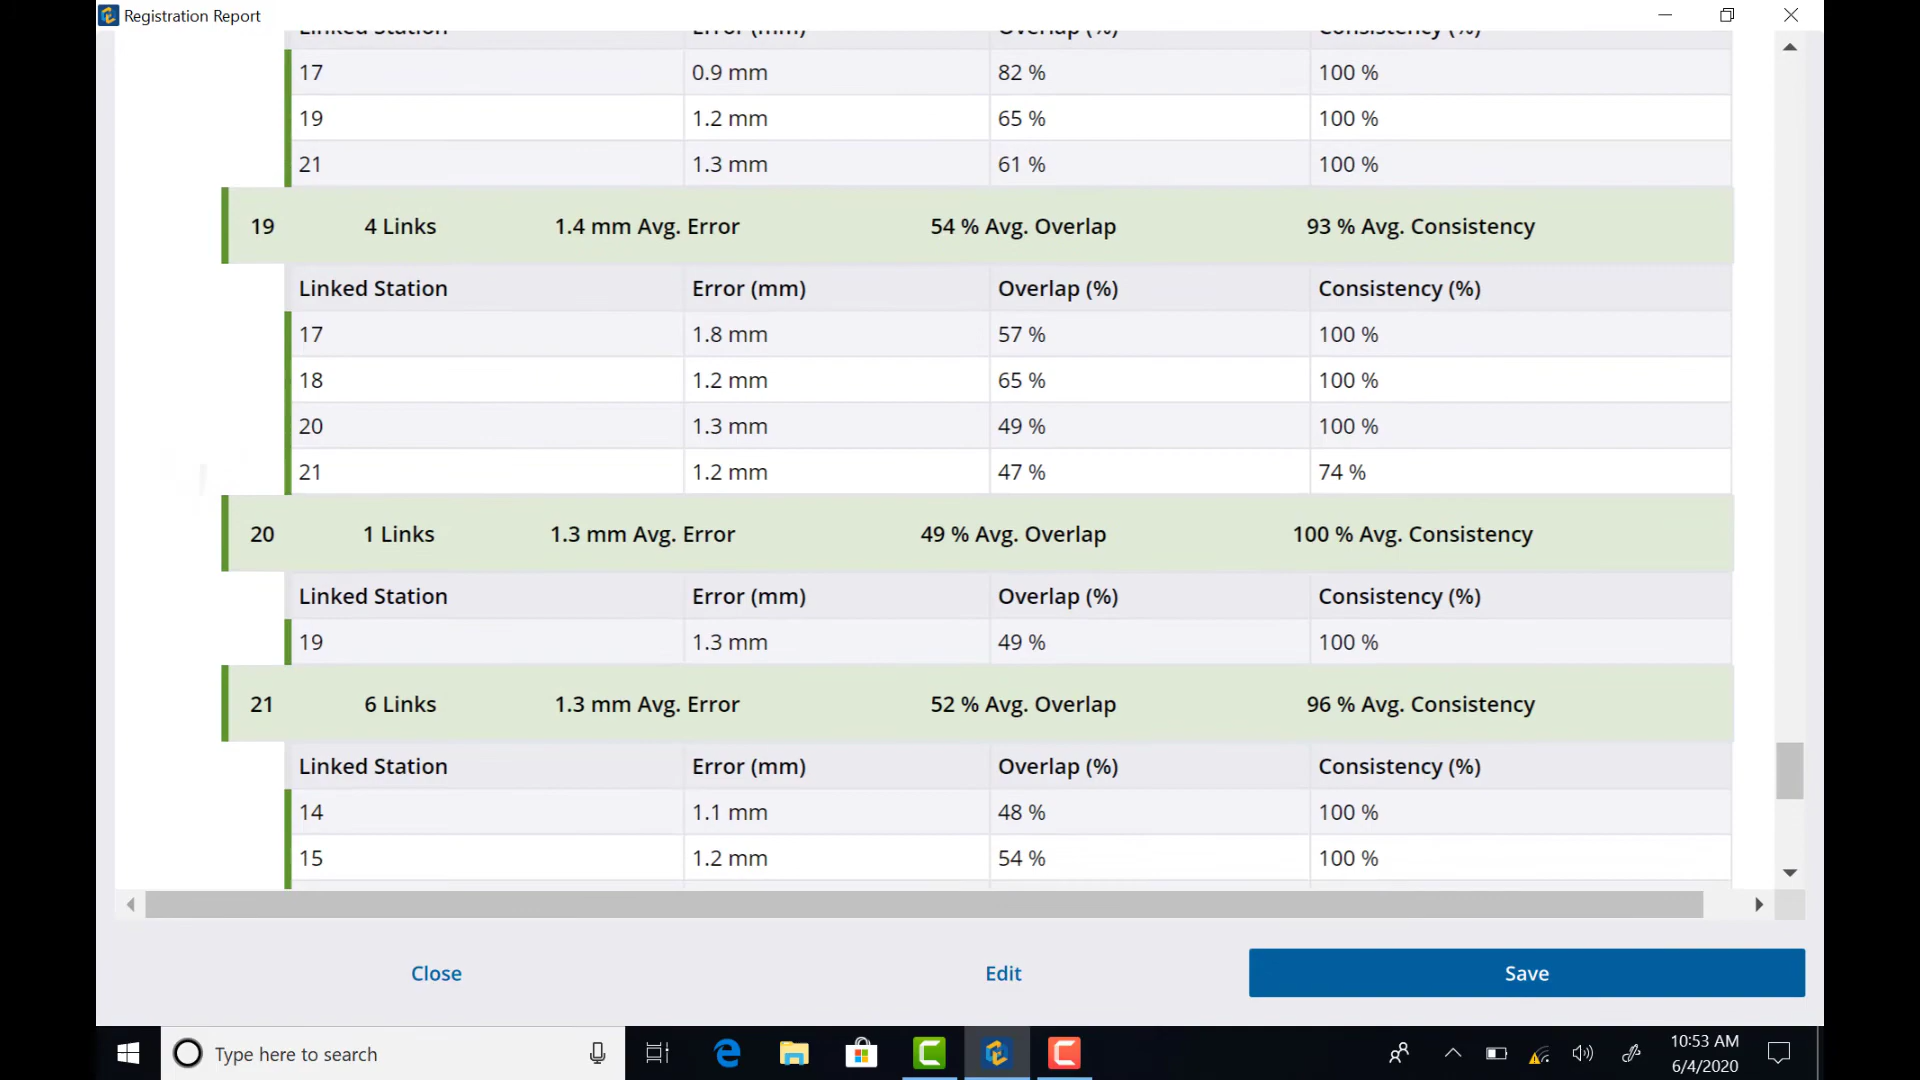 Registration Report
Linked Station Error (mm) Overlap (%) Consistency (%)
17 0.9 mm 82 % 100 %
19 1.2 mm 65 % 100 %
21 1.3 mm 61 % 100 %
19 4 Links 1.4 mm Avg. Error 54 % Avg. Overlap 93 % Avg. Consistency
Linked Station Error (mm) Overlap (%) Consistency (%)
17 1.8 mm 57 % 100 %
18 1.2 mm 65 % 100 %
20 1.3 mm 49 % 100 %
21 1.2 mm 47 % 74 %
20 1 Links 1.3 mm Avg. Error 49 % Avg. Overlap 100 % Avg. Consistency
Linked Station Error (mm) Overlap (%) Consistency (%)
19 1.3 mm 49 % 100 %
21 6 Links 1.3 mm Avg. Error 52 % Avg. Overlap 96 % Avg. Consistency
Linked Station Error (mm) Overlap (%) Consistency (%)
14 1.1 mm 48 % 100 %
15 1.2 mm 54 % 100 %
Close Edit Save
Type here to search
10:53 AM
6/4/2020